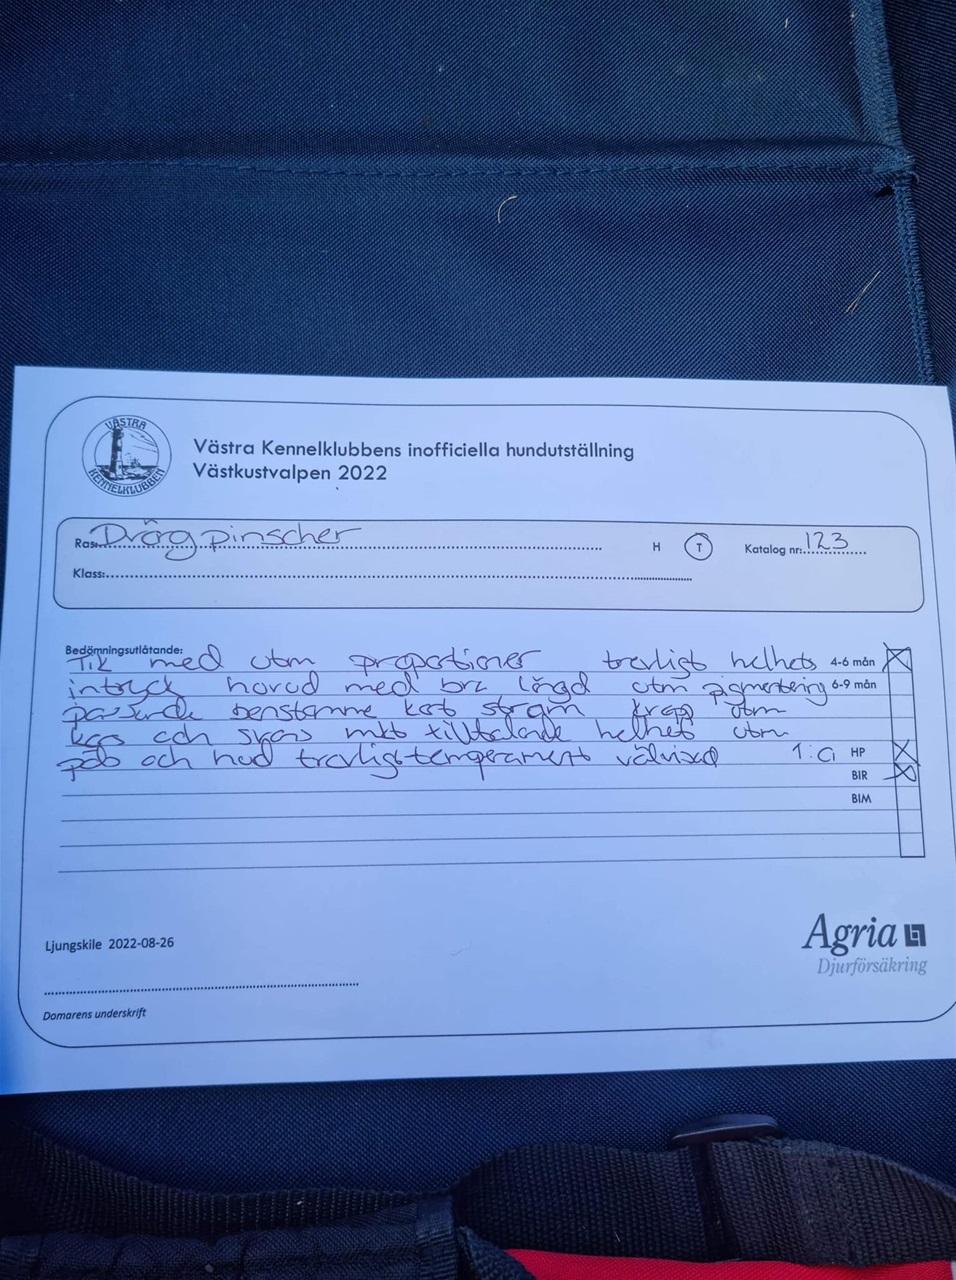 VÄSTRA
KENNELKLUBBEN
Västra Kennelklubbens inofficiella hundutställning
Västkustvalpen 2022
Ras: Dvärgpinscher H T Katalog nr: 123
Klass:
Bedömningsutlåtande:
Tik med utm proportioner trevligt helhets 4-6 mån
intryck huvud med bra längd utm pigmentering 6-9 mån
passande benstomme kort stram kropp utm
och svans mkt tilltalande helhet utm
päls och hud trevligt temperament välvisad 1:a HP
BIR
BIM
Ljungskile 2022-08-26
Agria
Djurförsäkring
Domarens underskrift